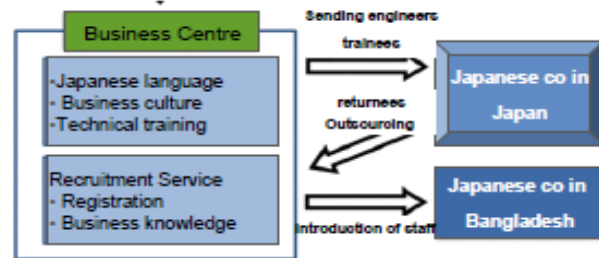 Business Centre
-Japanese language
- Business culture
-Technical training
Recruitment Service
- Registration
- Business knowledge
Sending engineers
trainees
returnees
Outsourcing
Introduction of staff
Japanese co in
Japan
Japanese co in
Bangladesh